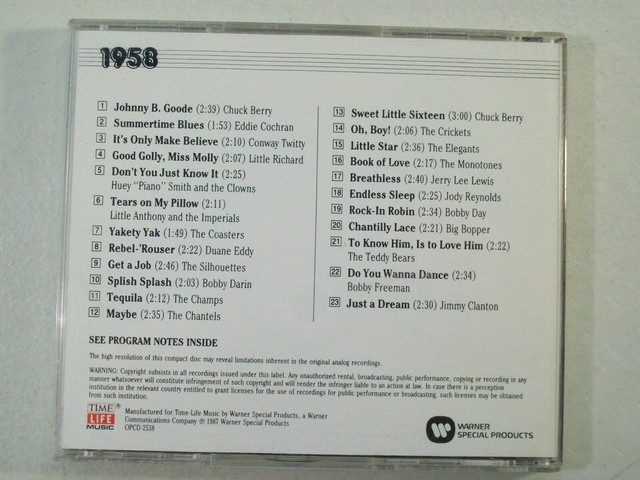 1958
1 Johnny B. Goode (2:39) Chuck Berry
2 Summertime Blues (1:53) Eddie Cochran
3 It's Only Make Believe (2:10) Conway Twitty
4 Good Golly, Miss Molly (2:07) Little Richard
5 Don't You Just Know It (2:25)
Huey "Piano" Smith and the Clowns
6 Tears on My Pillow (2:11)
Little Anthony and the Imperials
7 Yakety Yak (1:49) The Coasters
8 Rebel-'Rouser (2:22) Duane Eddy
9 Get a Job (2:46) The Silhouettes
10 Splish Splash (2:03) Bobby Darin
11 Tequila (2:12) The Champs
12 Maybe (2:35) The Chantels
13 Sweet Little Sixteen (3:00) Chuck Berry
14 Oh, Boy! (2:06) The Crickets
15 Little Star (2:36) The Elegants
16 Book of Love (2:17) The Monotones
17 Breathless (2:40) Jerry Lee Lewis
18 Endless Sleep (2:25) Jody Reynolds
19 Rock-In Robin (2:34) Bobby Day
20 Chantilly Lace (2:21) Big Bopper
21 To Know Him, Is to Love Him (2:22)
The Teddy Bears
22 Do You Wanna Dance (2:34)
Bobby Freeman
23 Just a Dream (2:30) Jimmy Clanton
SEE PROGRAM NOTES INSIDE
The high resolution of this compact disc may reveal limitations inherent in the original analog recordings.
WARNING: Copyright subsists in all recordings issued under this label. Any unauthorized rental, broadcasting, public performance, copying or recording in any
manner whatsoever will constitute infringement of such copyright and will render the infringer liable to an action at law. In case there is a perception
institution in the relevant country entitled to grant licenses for the use of recordings for public performance or broadcasting, such licenses may be obtained
from such institution.
TIME
LIFE
MUSIC
®
Manufactured for Time-Life Music by Warner Special Products, a Warner
Communications Company ℗ 1987 Warner Special Products
OPCD-2538
WARNER
SPECIAL PRODUCTS